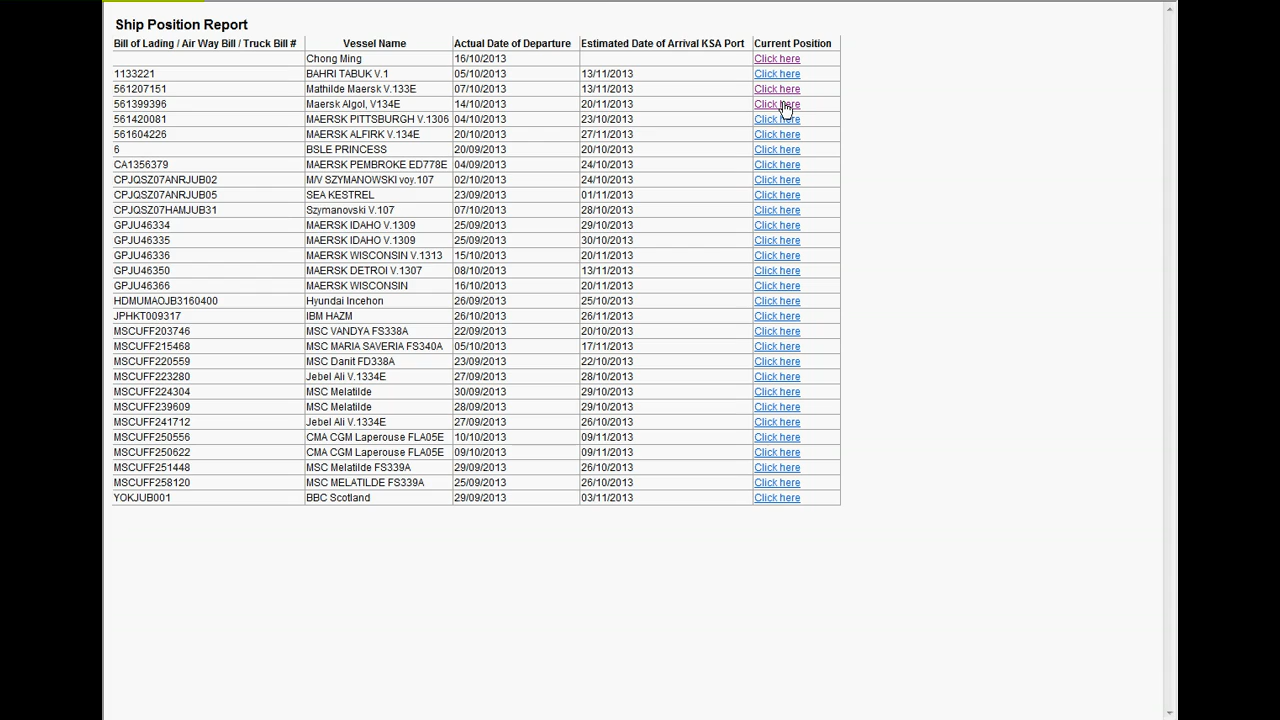 Ship Position Report
Bill of Lading / Air Way Bill / Truck Bill # Vessel Name Actual Date of Departure Estimated Date of Arrival KSA Port Current Position
Chong Ming 16/10/2013 Click here
1133221 BAHRI TABUK V.1 05/10/2013 13/11/2013 Click here
561207151 Mathilde Maersk V.133E 07/10/2013 13/11/2013 Click here
561399396 Maersk Algol, V134E 14/10/2013 20/11/2013 Click here
561420081 MAERSK PITTSBURGH V.1306 04/10/2013 23/10/2013 Click here
561604226 MAERSK ALFIRK V.134E 20/10/2013 27/11/2013 Click here
6 BSLE PRINCESS 20/09/2013 20/10/2013 Click here
CA1356379 MAERSK PEMBROKE ED778E 04/09/2013 24/10/2013 Click here
CPJQSZ07ANRJUB02 M/V SZYMANOWSKI voy.107 02/10/2013 24/10/2013 Click here
CPJQSZ07ANRJUB05 SEA KESTREL 23/09/2013 01/11/2013 Click here
CPJQSZ07HAMJUB31 Szymanovski V.107 07/10/2013 28/10/2013 Click here
GPJU46334 MAERSK IDAHO V.1309 25/09/2013 29/10/2013 Click here
GPJU46335 MAERSK IDAHO V.1309 25/09/2013 30/10/2013 Click here
GPJU46336 MAERSK WISCONSIN V.1313 15/10/2013 20/11/2013 Click here
GPJU46350 MAERSK DETROI V.1307 08/10/2013 13/11/2013 Click here
GPJU46366 MAERSK WISCONSIN 16/10/2013 20/11/2013 Click here
HDMUMAOJB3160400 Hyundai Incehon 26/09/2013 25/10/2013 Click here
JPHKT009317 IBM HAZM 26/10/2013 26/11/2013 Click here
MSCUFF203746 MSC VANDYA FS338A 22/09/2013 20/10/2013 Click here
MSCUFF215468 MSC MARIA SAVERIA FS340A 05/10/2013 17/11/2013 Click here
MSCUFF220559 MSC Danit FD338A 23/09/2013 22/10/2013 Click here
MSCUFF223280 Jebel Ali V.1334E 27/09/2013 28/10/2013 Click here
MSCUFF224304 MSC Melatilde 30/09/2013 29/10/2013 Click here
MSCUFF239609 MSC Melatilde 28/09/2013 29/10/2013 Click here
MSCUFF241712 Jebel Ali V.1334E 27/09/2013 26/10/2013 Click here
MSCUFF250556 CMA CGM Laperouse FLA05E 10/10/2013 09/11/2013 Click here
MSCUFF250622 CMA CGM Laperouse FLA05E 09/10/2013 09/11/2013 Click here
MSCUFF251448 MSC Melatilde FS339A 29/09/2013 26/10/2013 Click here
MSCUFF258120 MSC MELATILDE FS339A 25/09/2013 26/10/2013 Click here
YOKJUB001 BBC Scotland 29/09/2013 03/11/2013 Click here